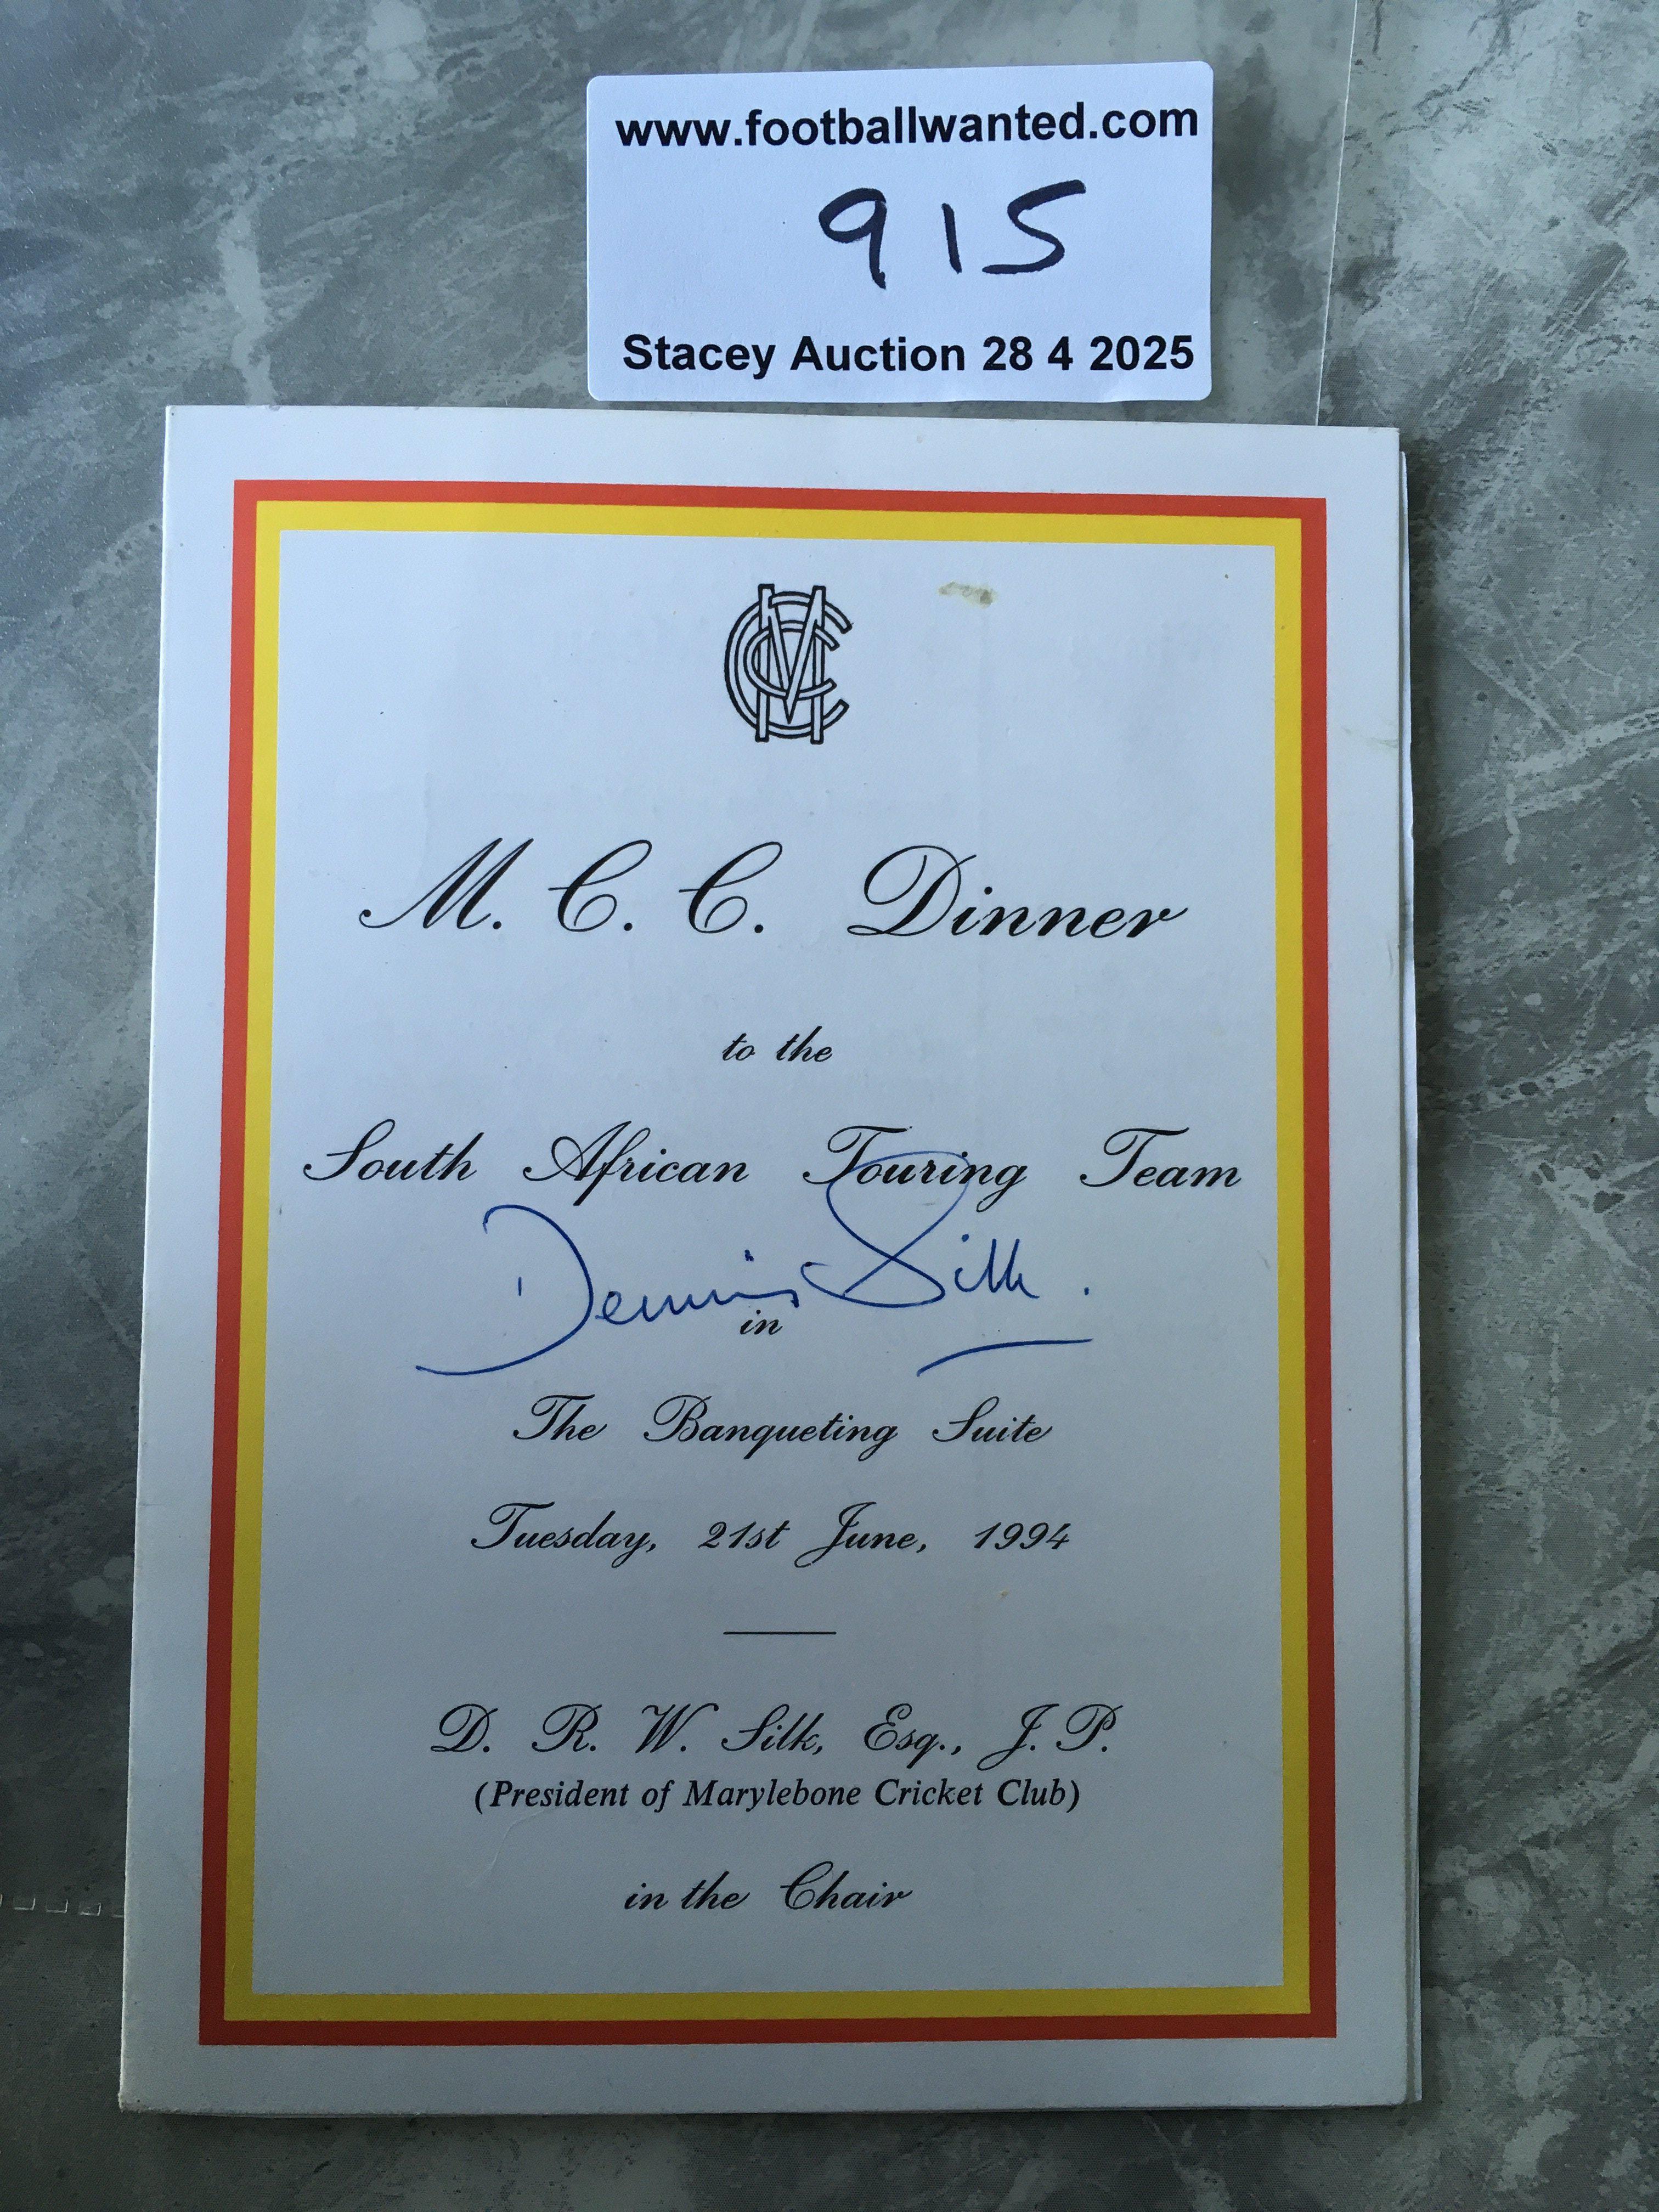 www.footballwanted.com
915
Stacey Auction 28 4 2025
MCC
M. C. C. Dinner
to the
South African Touring Team
Dennis Silk.
in
The Banqueting Suite
Tuesday, 21st June, 1994
D. R. W. Silk, Esq., J. P.
(President of Marylebone Cricket Club)
in the Chair